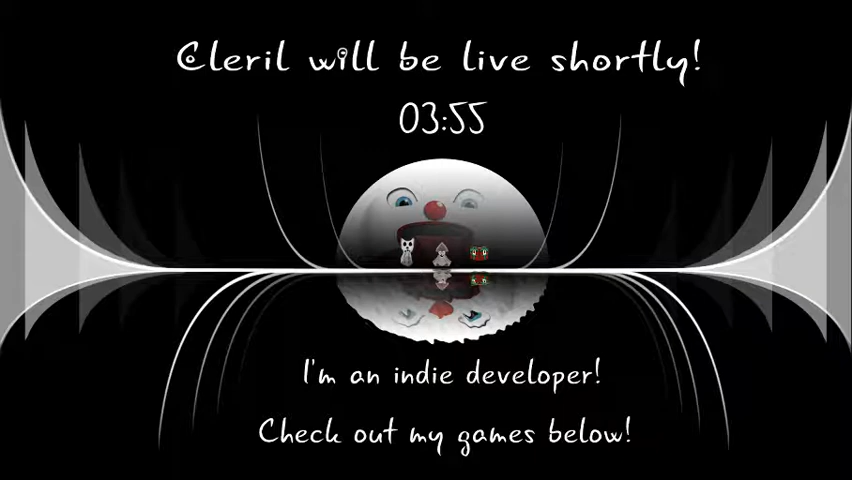 Cleril will be live shortly!
03:55
I'm an indie developer!
Check out my games below!